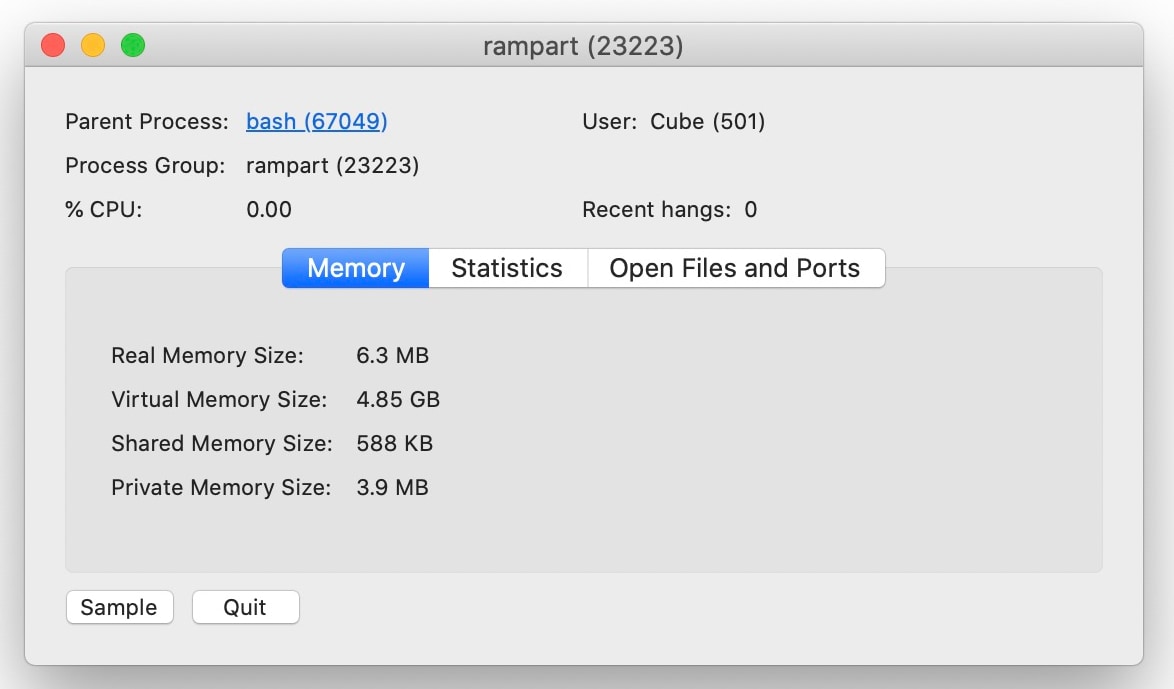 rampart (23223)
Parent Process: bash (67049) User: Cube (501)
Process Group: rampart (23223)
% CPU: 0.00 Recent hangs: 0
Memory Statistics Open Files and Ports
Real Memory Size: 6.3 MB
Virtual Memory Size: 4.85 GB
Shared Memory Size: 588 KB
Private Memory Size: 3.9 MB
Sample Quit